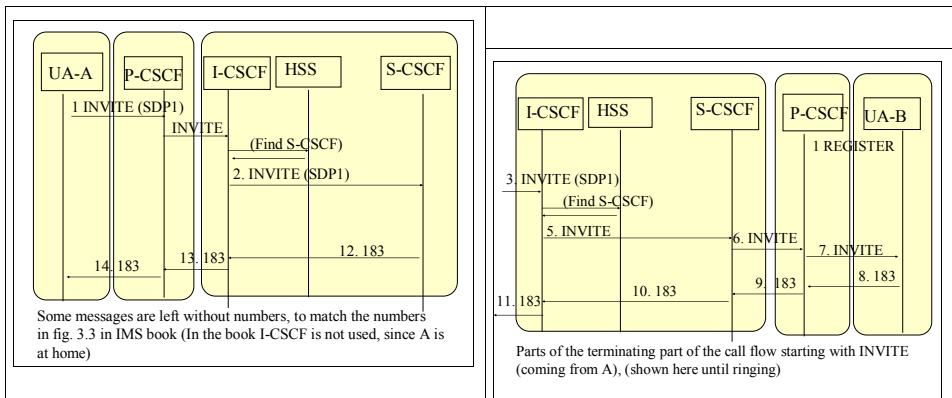 UA-A
P-CSCF
I-CSCF
HSS
S-CSCF
1 INVITE (SDP1)
INVITE
(Find S-CSCF)
2. INVITE (SDP1)
12. 183
13. 183
14. 183
Some messages are left without numbers, to match the numbers
in fig. 3.3 in IMS book (In the book I-CSCF is not used, since A is
at home)
I-CSCF
HSS
S-CSCF
P-CSCF
UA-B
1 REGISTER
3. INVITE (SDP1)
(Find S-CSCF)
5. INVITE
6. INVITE
7. INVITE
8. 183
9. 183
10. 183
11. 183
Parts of the terminating part of the call flow starting with INVITE
(coming from A), (shown here until ringing)